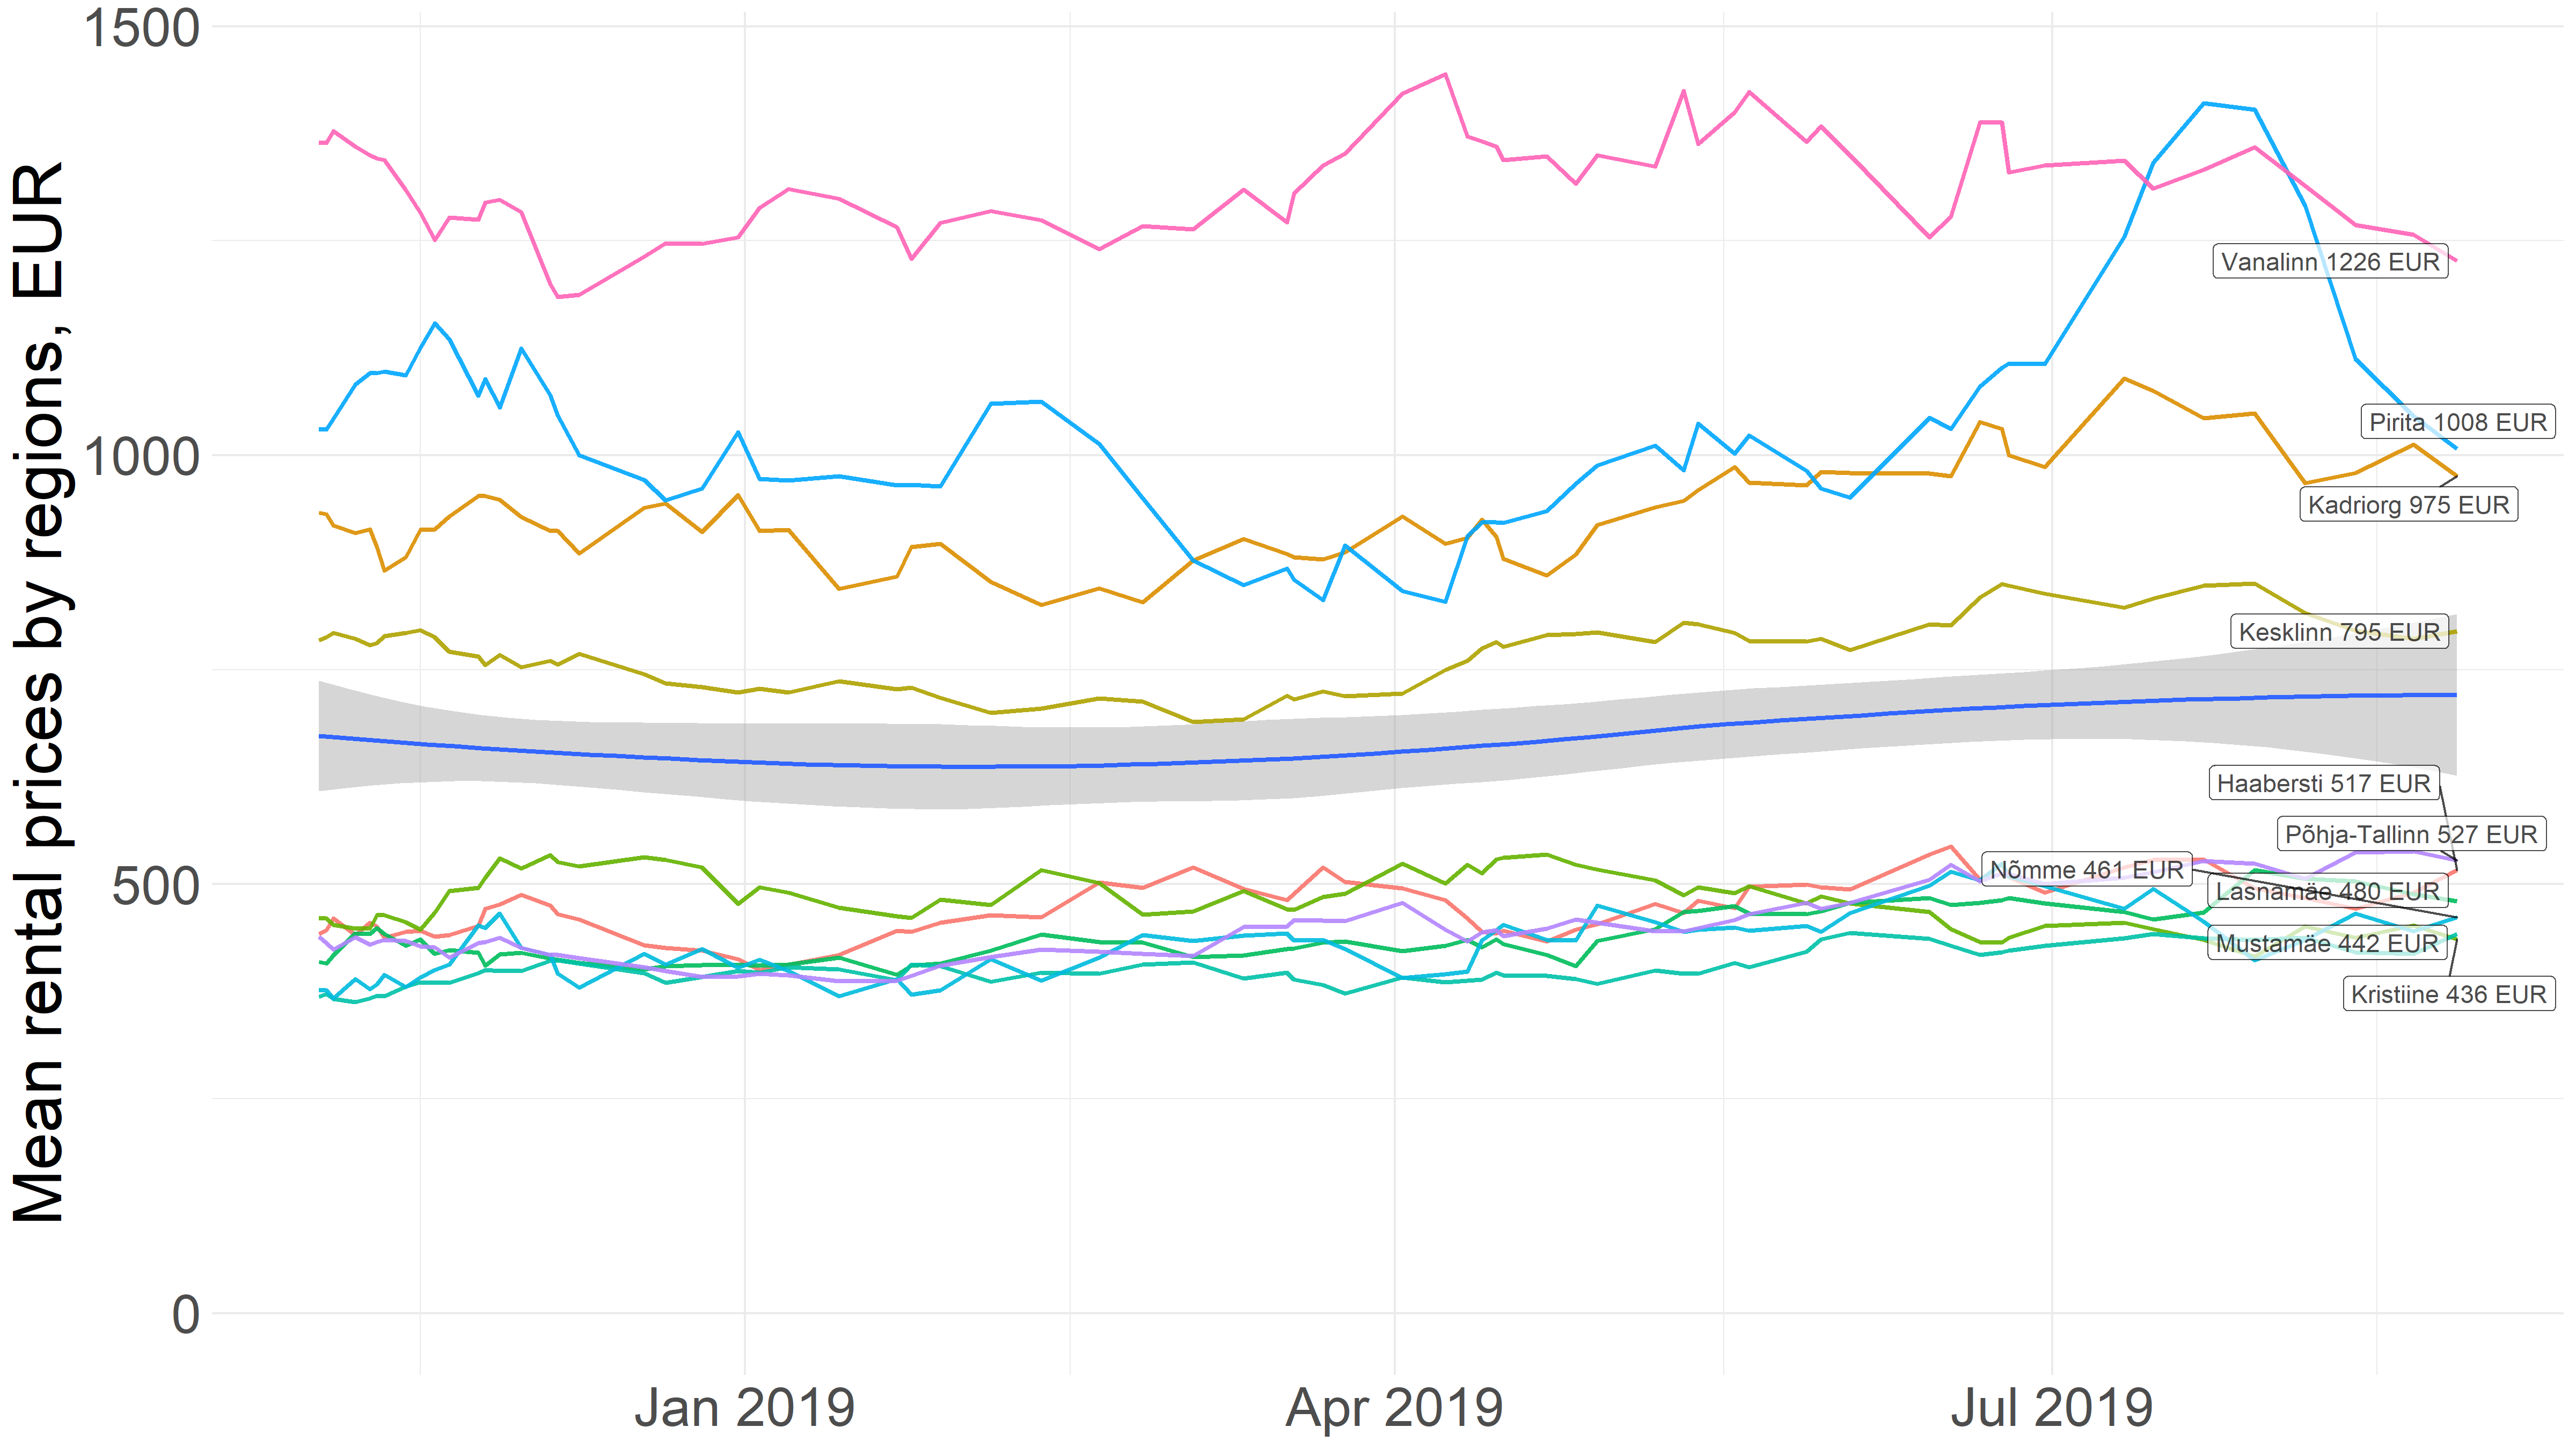 Mean rental prices by regions, EUR
1500
1000
500
0
Vanalinn 1226 EUR
Pirita 1008 EUR
Kadriorg 975 EUR
Kesklinn 795 EUR
Haabersti 517 EUR
Põhja-Tallinn 527 EUR
Nõmme 461 EUR
Lasnamäe 480 EUR
Mustamäe 442 EUR
Kristiine 436 EUR
Jan 2019
Apr 2019
Jul 2019